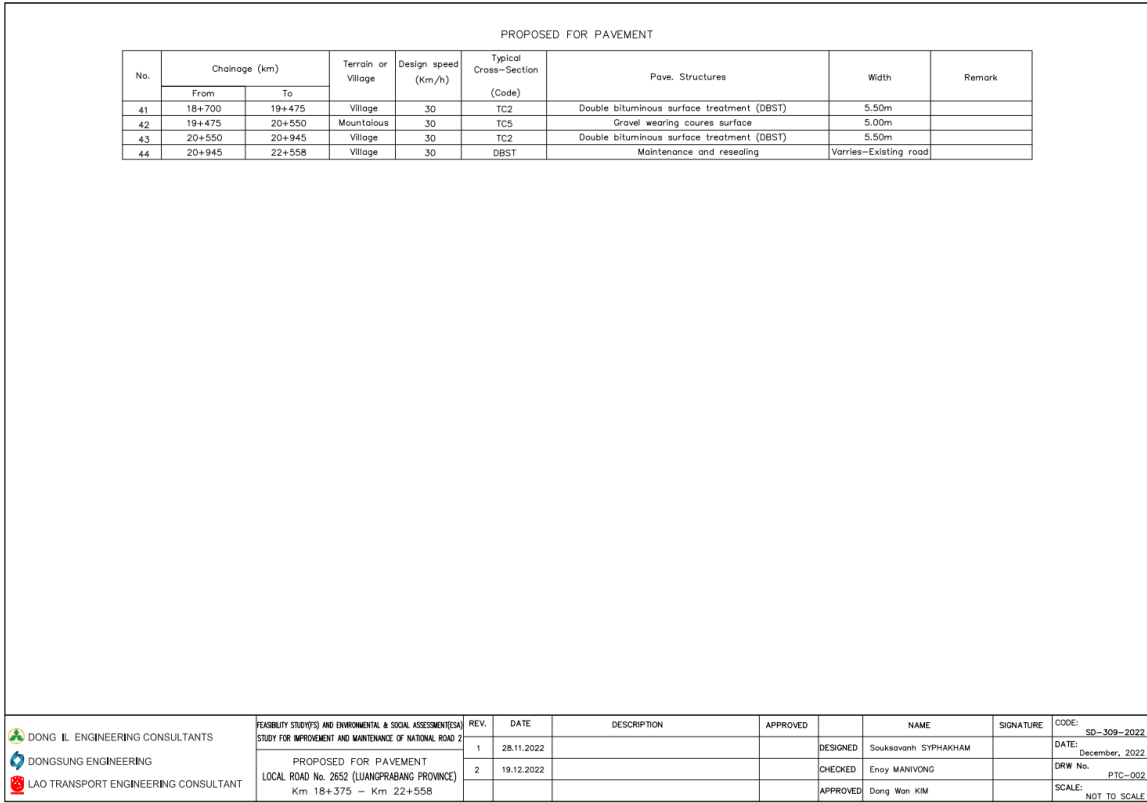 PROPOSED FOR PAVEMENT
No. Chainage (km) Terrain or Village Design speed (Km/h) Typical Cross-Section (Code) Pave. Structures Width Remark
From To
41 18+700 19+475 Village 30 TC2 Double bituminous surface treatment (DBST) 5.50m
42 19+475 20+550 Mountaious 30 TC5 Gravel wearing coures surface 5.00m
43 20+550 20+945 Village 30 TC2 Double bituminous surface treatment (DBST) 5.50m
44 20+945 22+558 Village 30 DBST Maintenance and resealing Varries-Existing road
DONG IL ENGINEERING CONSULTANTS
DONGSUNG ENGINEERING
LAO TRANSPORT ENGINEERING CONSULTANT
FEASIBILITY STUDY(FS) AND ENVIRONMENTAL & SOCIAL ASSESSMENT(ESA)
STUDY FOR IMPROVEMENT AND MAINTENANCE OF NATIONAL ROAD 2
PROPOSED FOR PAVEMENT
LOCAL ROAD No. 2652 (LUANGPRABANG PROVINCE)
Km 18+375 - Km 22+558
REV. DATE DESCRIPTION APPROVED
1 28.11.2022
2 19.12.2022
NAME SIGNATURE
DESIGNED Souksavanh SYPHAKHAM
CHECKED Enoy MANIVONG
APPROVED Dong Wan KIM
CODE: SD-309-2022
DATE: December, 2022
DRW No. PTC-002
SCALE: NOT TO SCALE